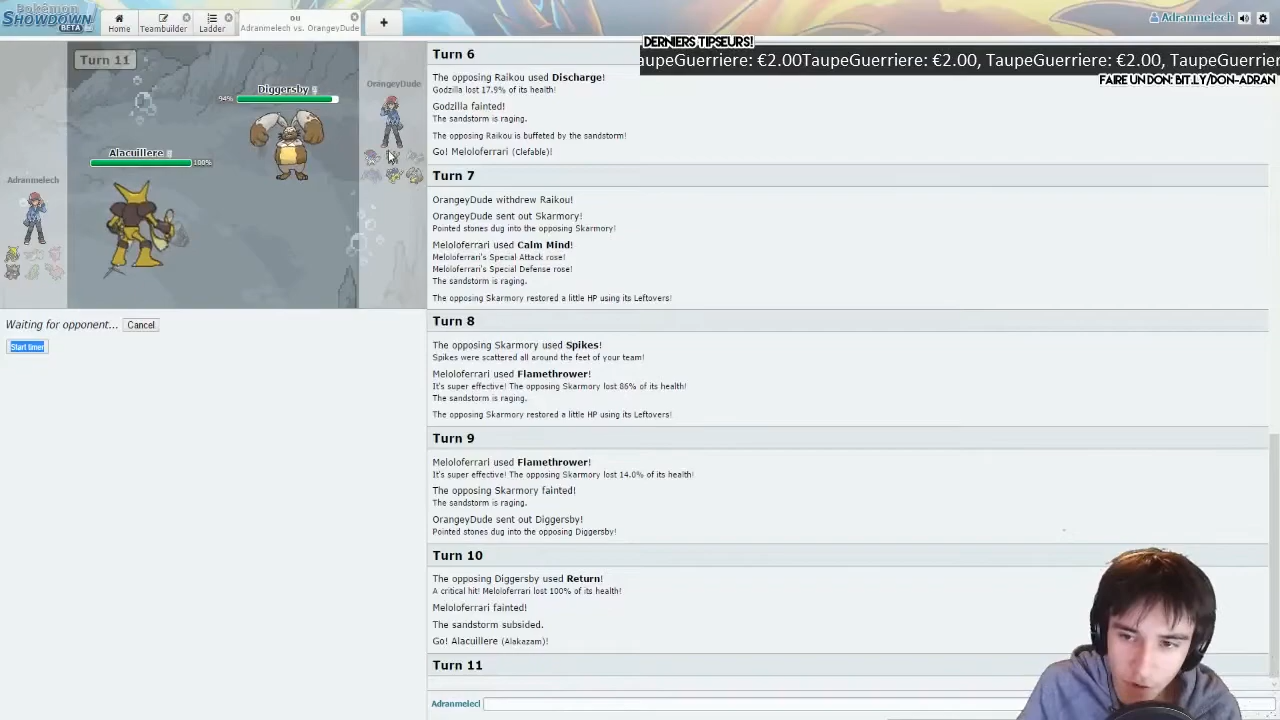 Pokémon
SHOWDOWN
BETA
Home
Teambuilder
Ladder
ou
Adranmelech vs. OrangeyDude
+
Adranmelech
DERNIERS TIPSEURS!
aupeGuerriere: €2.00TaupeGuerriere: €2.00, TaupeGuerriere: €2.00, TaupeGuerri
FAIRE UN DON: BIT.LY/DON-ADRAN
Turn 11
Diggersby
94%
OrangeyDude
Alacuillere
100%
Adranmelech
Waiting for opponent... Cancel
Start timer
Turn 6
The opposing Raikou used Discharge!
Godzilla lost 17.9% of its health!
Godzilla fainted!
The sandstorm is raging.
The opposing Raikou is buffeted by the sandstorm!
Go! Meloloferrari (Clefable)!
Turn 7
OrangeyDude withdrew Raikou!
OrangeyDude sent out Skarmory!
Pointed stones dug into the opposing Skarmory!
Meloloferrari used Calm Mind!
Meloloferrari's Special Attack rose!
Meloloferrari's Special Defense rose!
The sandstorm is raging.
The opposing Skarmory restored a little HP using its Leftovers!
Turn 8
The opposing Skarmory used Spikes!
Spikes were scattered all around the feet of your team!
Meloloferrari used Flamethrower!
It's super effective! The opposing Skarmory lost 86% of its health!
The sandstorm is raging.
The opposing Skarmory restored a little HP using its Leftovers!
Turn 9
Meloloferrari used Flamethrower!
It's super effective! The opposing Skarmory lost 14.0% of its health!
The opposing Skarmory fainted!
The sandstorm is raging.
OrangeyDude sent out Diggersby!
Pointed stones dug into the opposing Diggersby!
Turn 10
The opposing Diggersby used Return!
A critical hit! Meloloferrari lost 100% of its health!
Meloloferrari fainted!
The sandstorm subsided.
Go! Alacuillere (Alakazam)!
Turn 11
Adranmelecl